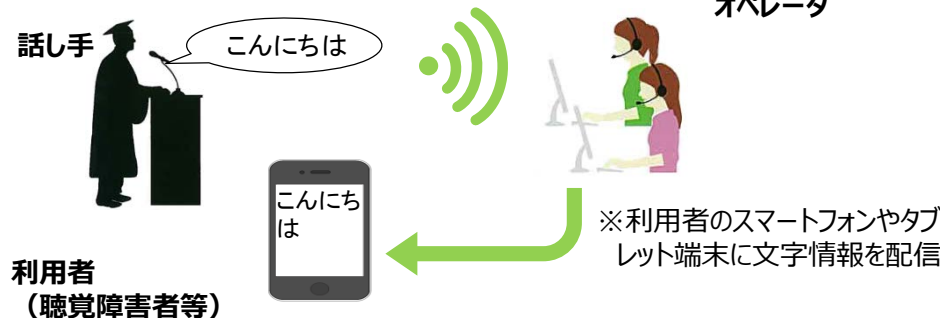 オペレータ
話し手
こんにちは
こんにち
は
※利用者のスマートフォンやタブ
レット端末に文字情報を配信
利用者
（聴覚障害者等）